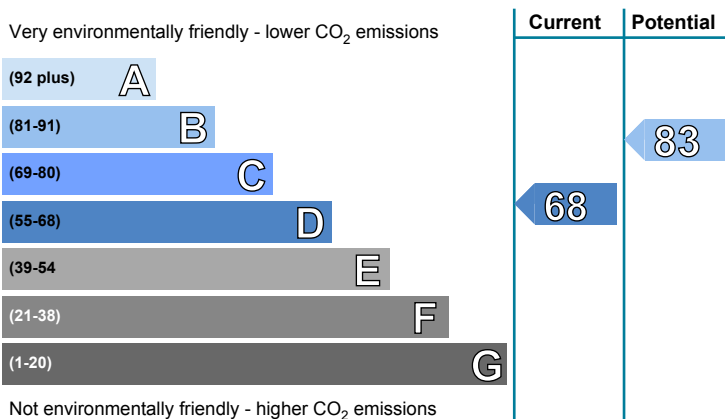 Very environmentally friendly - lower CO2 emissions
Current
Potential
(92 plus) A
(81-91) B
83
(69-80) C
(55-68) D
68
(39-54 E
(21-38) F
(1-20) G
Not environmentally friendly - higher CO2 emissions